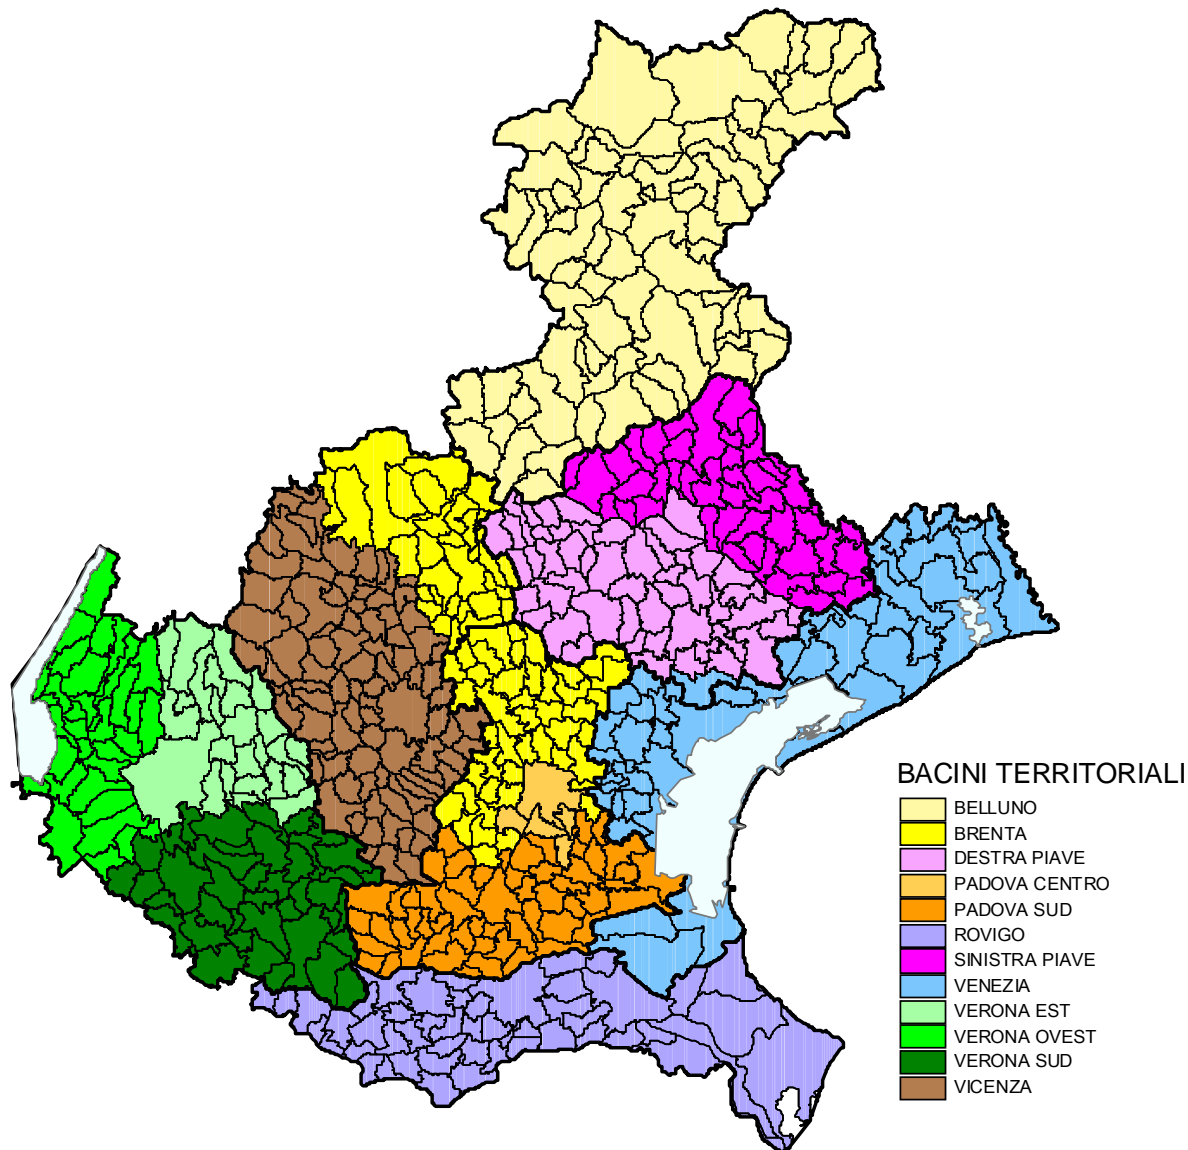 BACINI TERRITORIALI
BELLUNO
BRENTA
DESTRA PIAVE
PADOVA CENTRO
PADOVA SUD
ROVIGO
SINISTRA PIAVE
VENEZIA
VERONA EST
VERONA OVEST
VERONA SUD
VICENZA